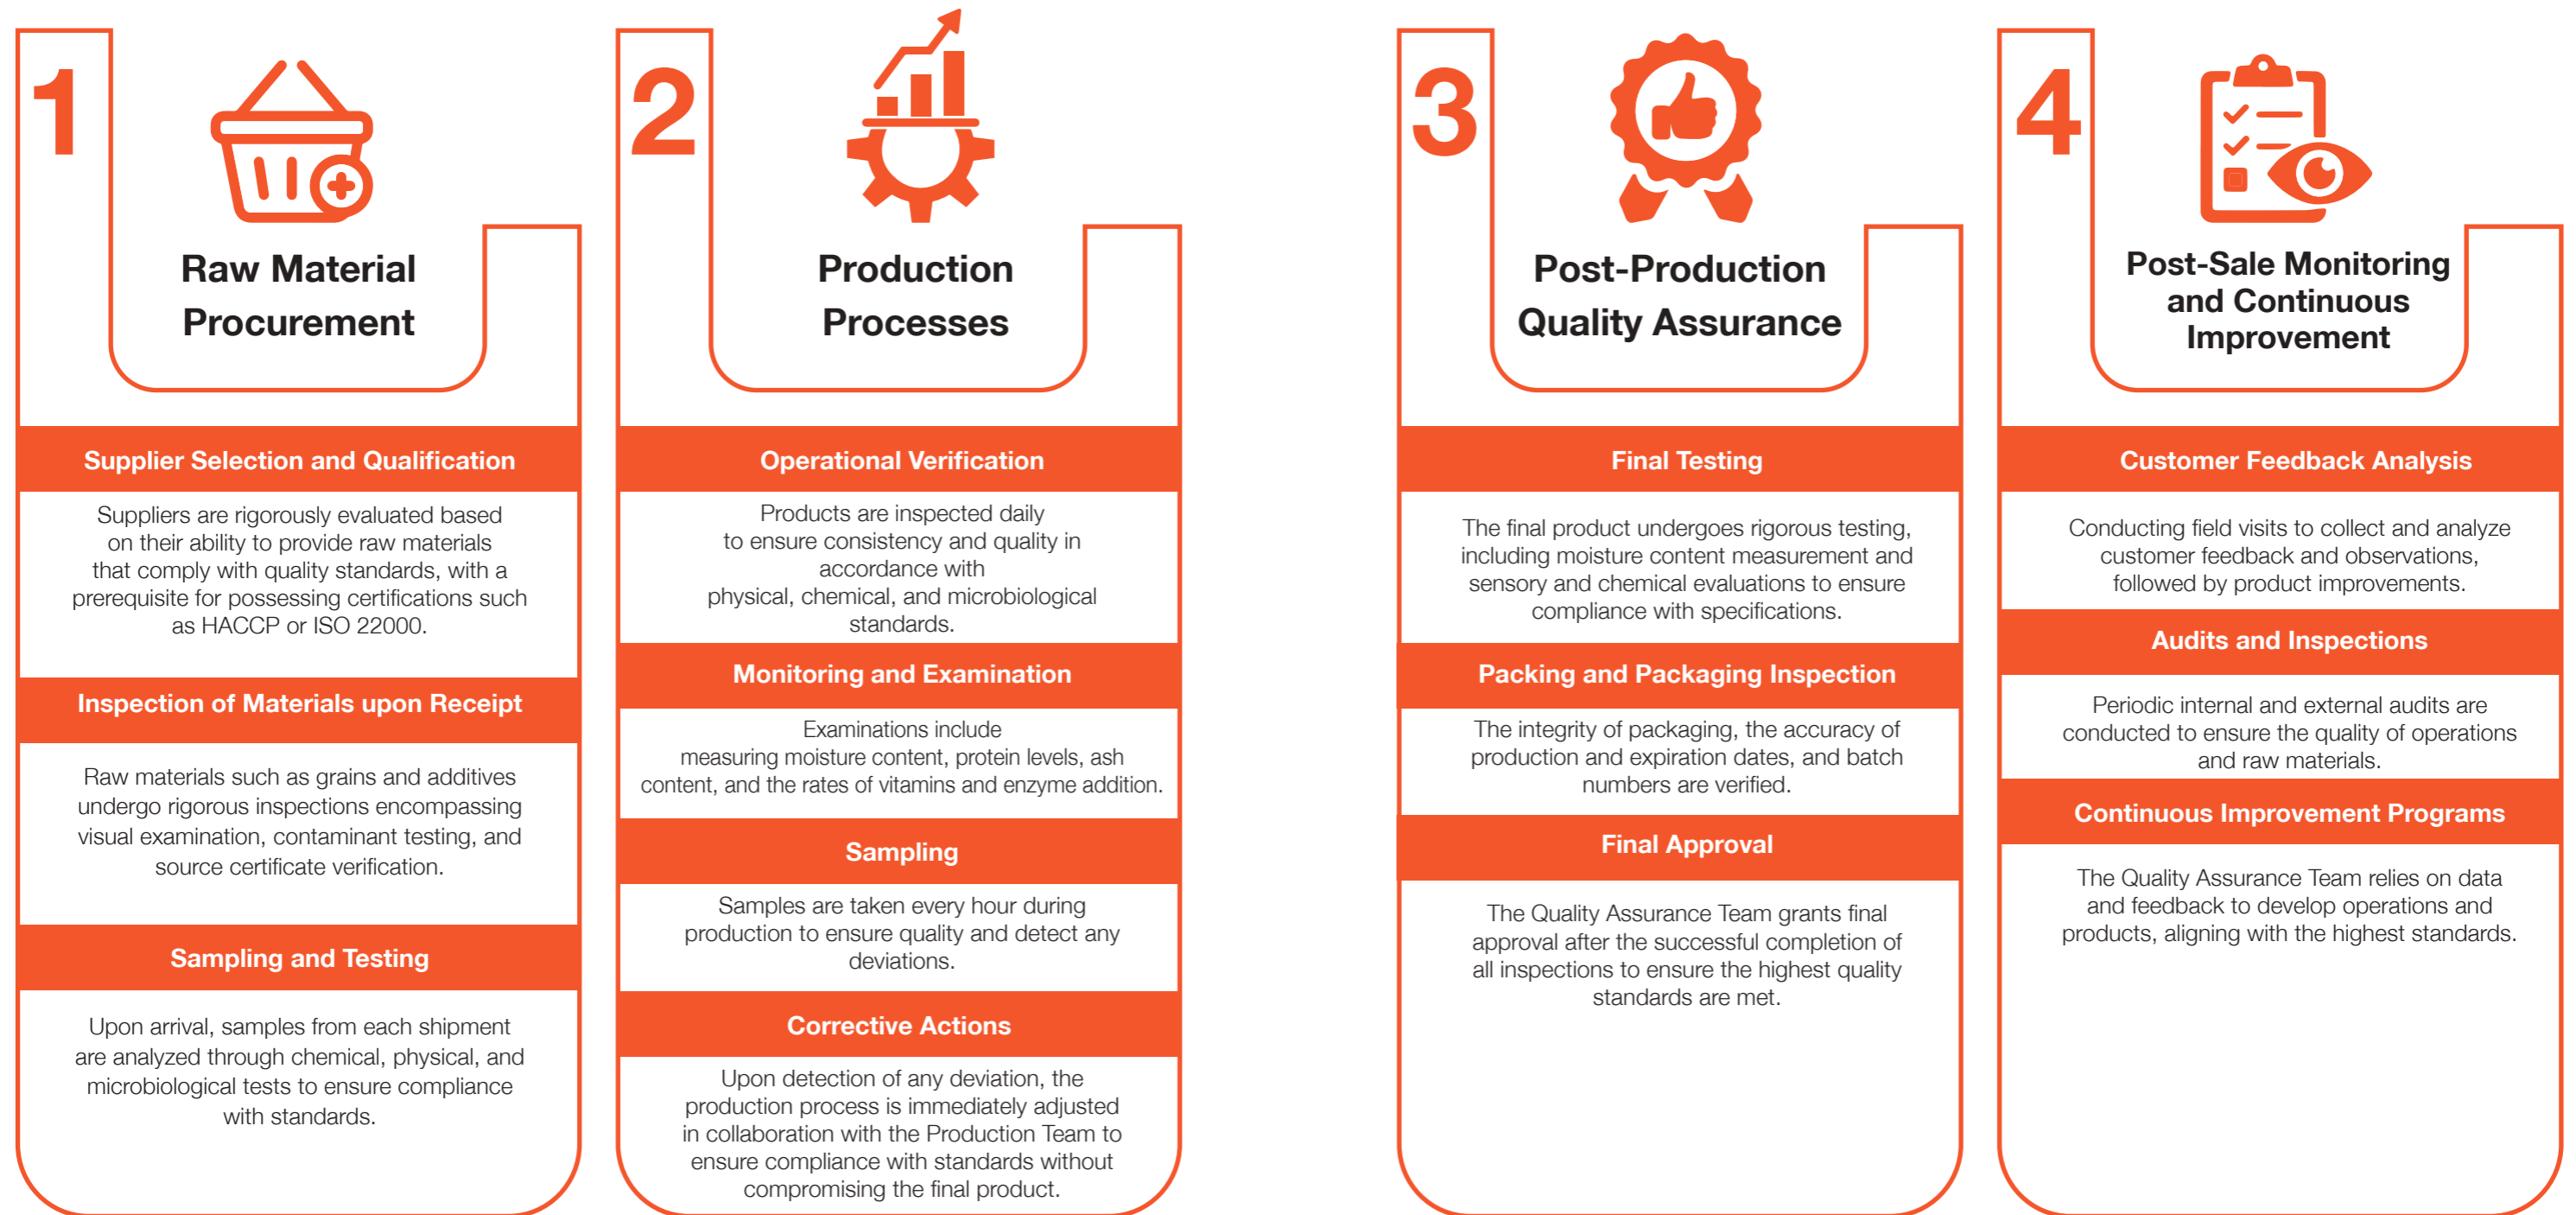 1
Raw Material
Procurement
Supplier Selection and Qualification
Suppliers are rigorously evaluated based
on their ability to provide raw materials
that comply with quality standards, with a
prerequisite for possessing certifications such
as HACCP or ISO 22000.
Inspection of Materials upon Receipt
Raw materials such as grains and additives
undergo rigorous inspections encompassing
visual examination, contaminant testing, and
source certificate verification.
Sampling and Testing
Upon arrival, samples from each shipment
are analyzed through chemical, physical, and
microbiological tests to ensure compliance
with standards.
2
Production
Processes
Operational Verification
Products are inspected daily
to ensure consistency and quality in
accordance with
physical, chemical, and microbiological
standards.
Monitoring and Examination
Examinations include
measuring moisture content, protein levels, ash
content, and the rates of vitamins and enzyme addition.
Sampling
Samples are taken every hour during
production to ensure quality and detect any
deviations.
Corrective Actions
Upon detection of any deviation, the
production process is immediately adjusted
in collaboration with the Production Team to
ensure compliance with standards without
compromising the final product.
3
Post-Production
Quality Assurance
Final Testing
The final product undergoes rigorous testing,
including moisture content measurement and
sensory and chemical evaluations to ensure
compliance with specifications.
Packing and Packaging Inspection
The integrity of packaging, the accuracy of
production and expiration dates, and batch
numbers are verified.
Final Approval
The Quality Assurance Team grants final
approval after the successful completion of
all inspections to ensure the highest quality
standards are met.
4
Post-Sale Monitoring
and Continuous
Improvement
Customer Feedback Analysis
Conducting field visits to collect and analyze
customer feedback and observations,
followed by product improvements.
Audits and Inspections
Periodic internal and external audits are
conducted to ensure the quality of operations
and raw materials.
Continuous Improvement Programs
The Quality Assurance Team relies on data
and feedback to develop operations and
products, aligning with the highest standards.